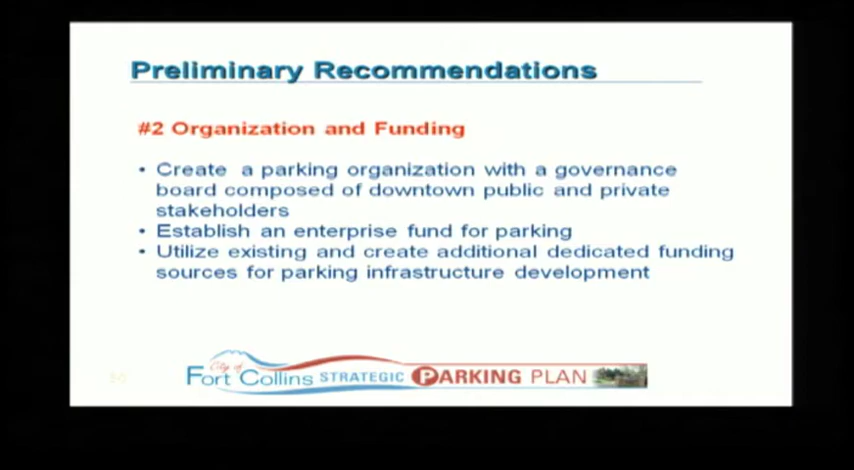 Preliminary Recommendations
#2 Organization and Funding
• Create a parking organization with a governance
board composed of downtown public and private
stakeholders
• Establish an enterprise fund for parking
• Utilize existing and create additional dedicated funding
sources for parking infrastructure development
City of
Fort Collins STRATEGIC PARKING PLAN